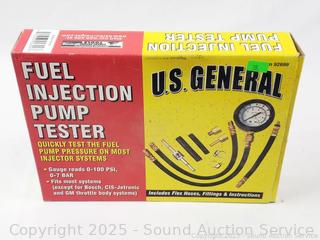 FUEL INJECTION
PUMP TESTER
FUEL
INJECTION
PUMP
TESTER
QUICKLY TEST THE FUEL
PUMP PRESSURE ON MOST
INJECTOR SYSTEMS
• Gauge reads 0-100 PSI,
0-7 BAR
• Fits most systems
(except for Bosch, CIS-Jetronic
and GM throttle body systems)
92699
U.S. GENERAL
Includes Flex Hoses, Fittings & Instructions
Copyright 2025 - Sound Auction Service